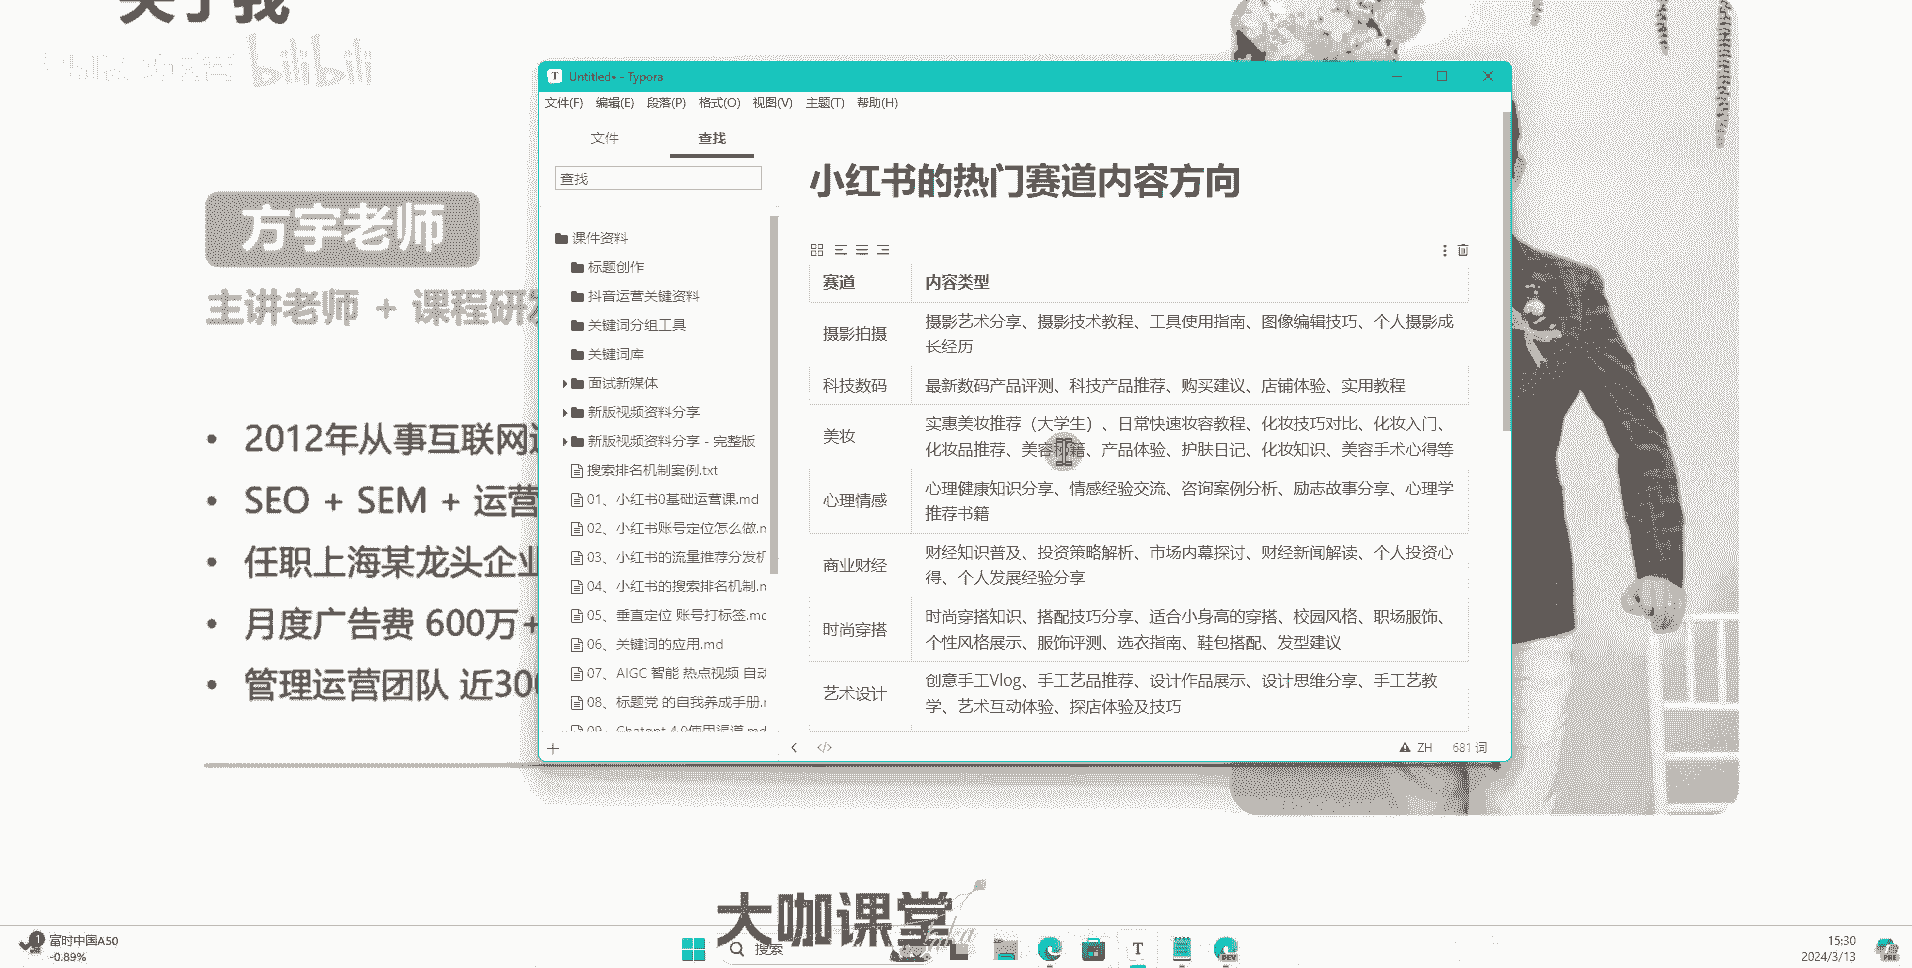 关于我
bilibili
方宇老师
主讲老师 + 课程研发
2012年从事互联网运
SEO + SEM + 运营
任职上海某龙头企业
月度广告费 600万+
管理运营团队 近300
Untitled• - Typora
文件(F) 编辑(E) 段落(P) 格式(O) 视图(V) 主题(T) 帮助(H)
文件 查找
查找
课件资料
标题创作
抖音运营关键资料
关键词分组工具
关键词库
面试新媒体
新版视频资料分享
新版视频资料分享 - 完整版
搜索排名机制案例.txt
01、小红书0基础运营课.md
02、小红书账号定位怎么做.m
03、小红书的流量推荐分发机
04、小红书的搜索排名机制.m
05、垂直定位 账号打标签.mc
06、关键词的应用.md
07、AIGC 智能 热点视频 自动
08、标题党 的自我养成手册.r
09、Chatgpt 4.0使用渠道.md
小红书的热门赛道内容方向
赛道 内容类型
摄影拍摄 摄影艺术分享、摄影技术教程、工具使用指南、图像编辑技巧、个人摄影成
长经历
科技数码 最新数码产品评测、科技产品推荐、购买建议、店铺体验、实用教程
美妆 实惠美妆推荐（大学生）、日常快速妆容教程、化妆技巧对比、化妆入门、
化妆品推荐、美容秘籍、产品体验、护肤日记、化妆知识、美容手术心得等
心理情感 心理健康知识分享、情感经验交流、咨询案例分析、励志故事分享、心理学
推荐书籍
商业财经 财经知识普及、投资策略解析、市场内幕探讨、财经新闻解读、个人投资心
得、个人发展经验分享
时尚穿搭 时尚穿搭知识、搭配技巧分享、适合小身高的穿搭、校园风格、职场服饰、
个性风格展示、服饰评测、选衣指南、鞋包搭配、发型建议
艺术设计 创意手工Vlog、手工艺品推荐、设计作品展示、设计思维分享、手工艺教
学、艺术互动体验、探店体验及技巧
ZH 681 词
大咖课堂
1 富时中国A50
-0.89%
搜索
T
DEV
15:30
2024/3/13
PRE